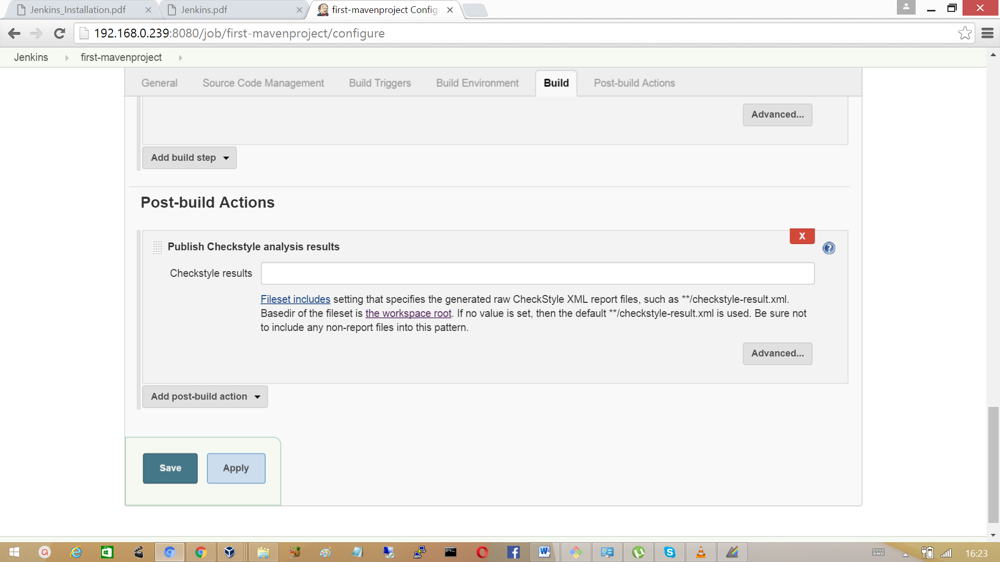 Jenkins_Installation.pdf
Jenkins.pdf
first-mavenproject Config
192.168.0.239:8080/job/first-mavenproject/configure
Jenkins
first-mavenproject
General
Source Code Management
Build Triggers
Build Environment
Build
Post-build Actions
Advanced...
Add build step
Post-build Actions
X
Publish Checkstyle analysis results
Checkstyle results
Fileset includes setting that specifies the generated raw CheckStyle XML report files, such as **/checkstyle-result.xml.
Basedir of the fileset is the workspace root. If no value is set, then the default **/checkstyle-result.xml is used. Be sure not
to include any non-report files into this pattern.
Advanced...
Add post-build action
Save
Apply
16:23